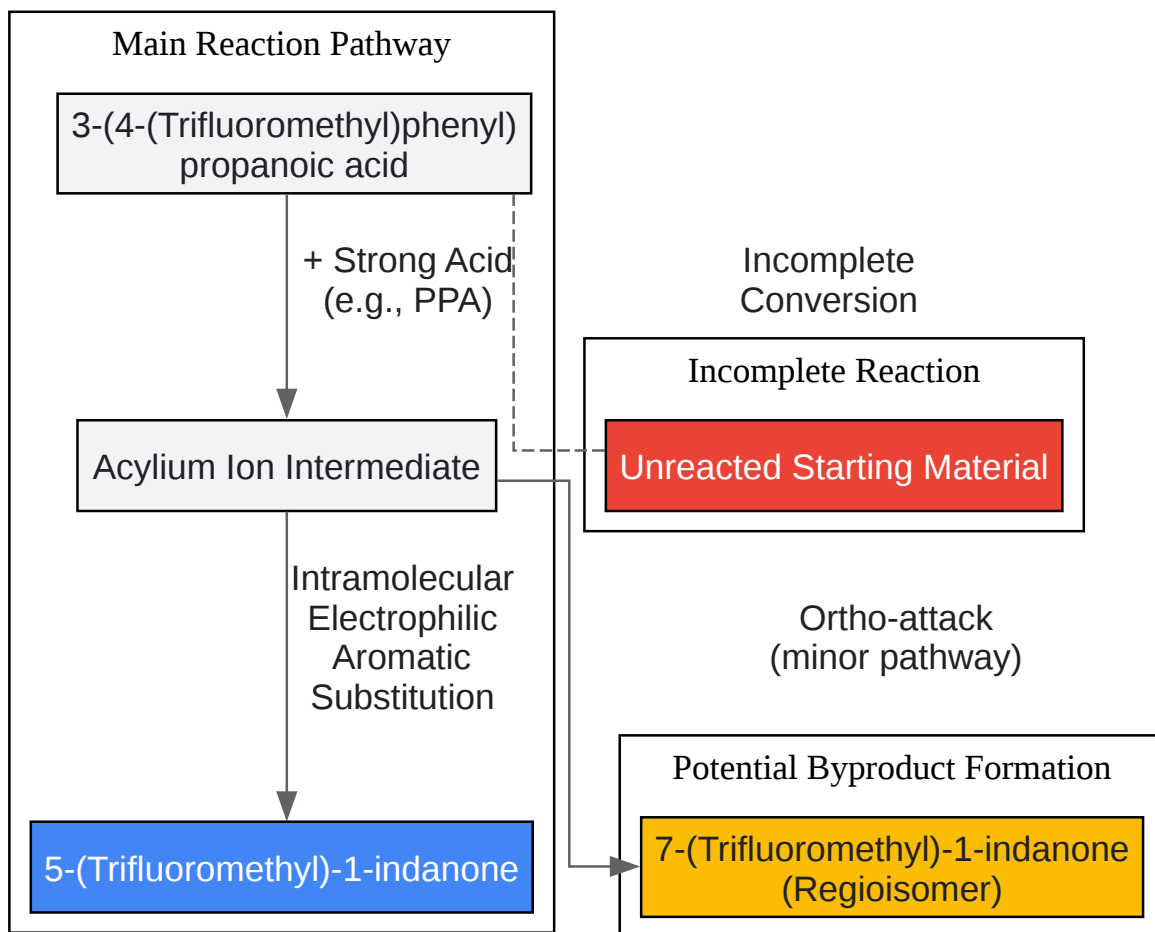 Main Reaction Pathway
3-(4-(Trifluoromethyl)phenyl)
propanoic acid
+ Strong Acid
(e.g., PPA)
Incomplete
Conversion
Incomplete Reaction
Acylium Ion Intermediate
Unreacted Starting Material
Intramolecular
Electrophilic
Aromatic
Substitution
Ortho-attack
(minor pathway)
Potential Byproduct Formation
5-(Trifluoromethyl)-1-indanone
7-(Trifluoromethyl)-1-indanone
(Regioisomer)